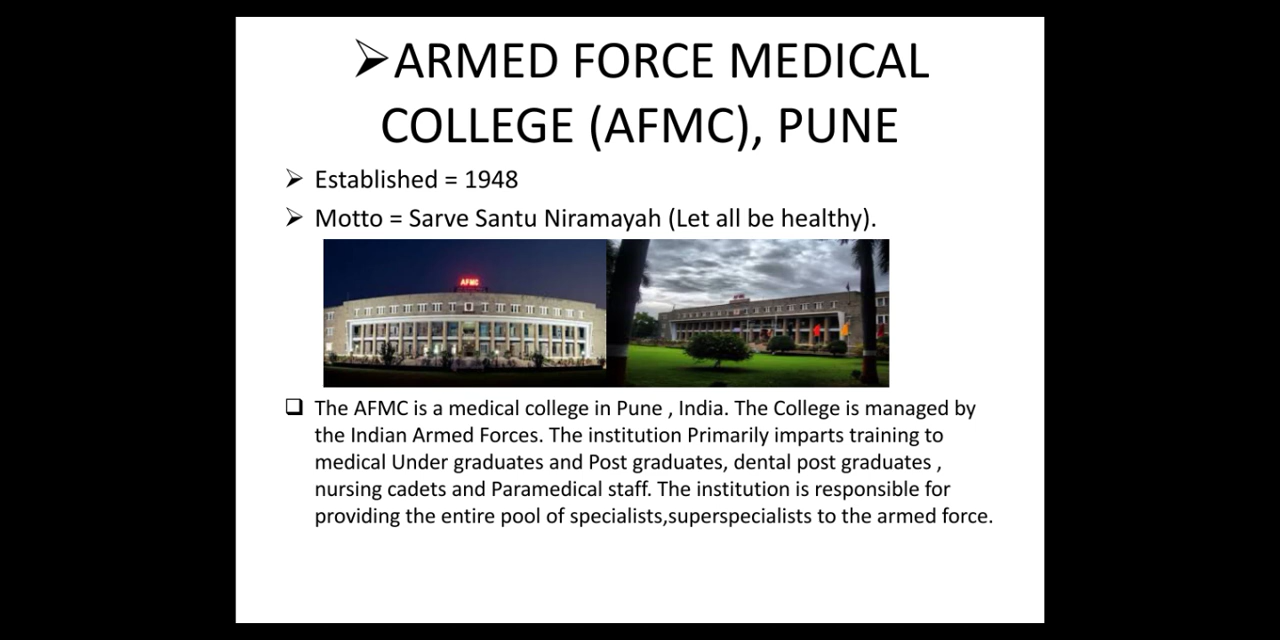 ➢ARMED FORCE MEDICAL
COLLEGE (AFMC), PUNE
➢ Established = 1948
➢ Motto = Sarve Santu Niramayah (Let all be healthy).
AFMC
❑ The AFMC is a medical college in Pune , India. The College is managed by
the Indian Armed Forces. The institution Primarily imparts training to
medical Under graduates and Post graduates, dental post graduates ,
nursing cadets and Paramedical staff. The institution is responsible for
providing the entire pool of specialists,superspecialists to the armed force.